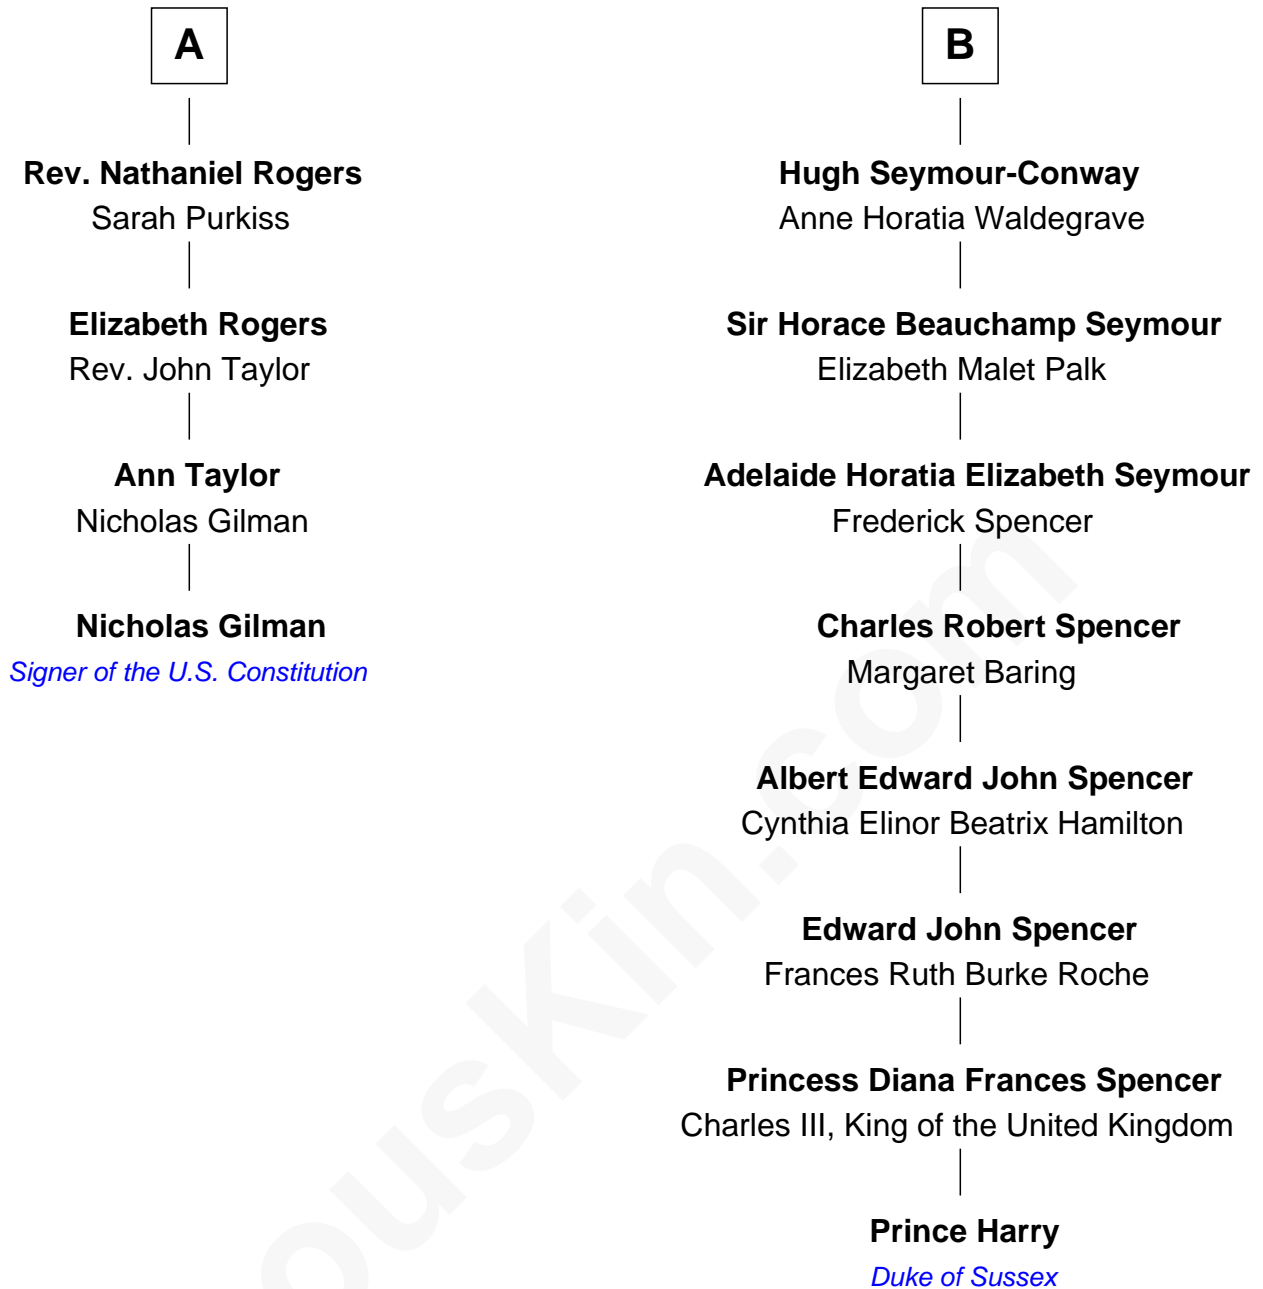 A
Rev. Nathaniel Rogers
Sarah Purkiss
Elizabeth Rogers
Rev. John Taylor
Ann Taylor
Nicholas Gilman
Nicholas Gilman
Signer of the U.S. Constitution
B
Hugh Seymour-Conway
Anne Horatia Waldegrave
Sir Horace Beauchamp Seymour
Elizabeth Malet Palk
Adelaide Horatia Elizabeth Seymour
Frederick Spencer
Charles Robert Spencer
Margaret Baring
Albert Edward John Spencer
Cynthia Elinor Beatrix Hamilton
Edward John Spencer
Frances Ruth Burke Roche
Princess Diana Frances Spencer
Charles III, King of the United Kingdom
Prince Harry
Duke of Sussex
ousKin.com